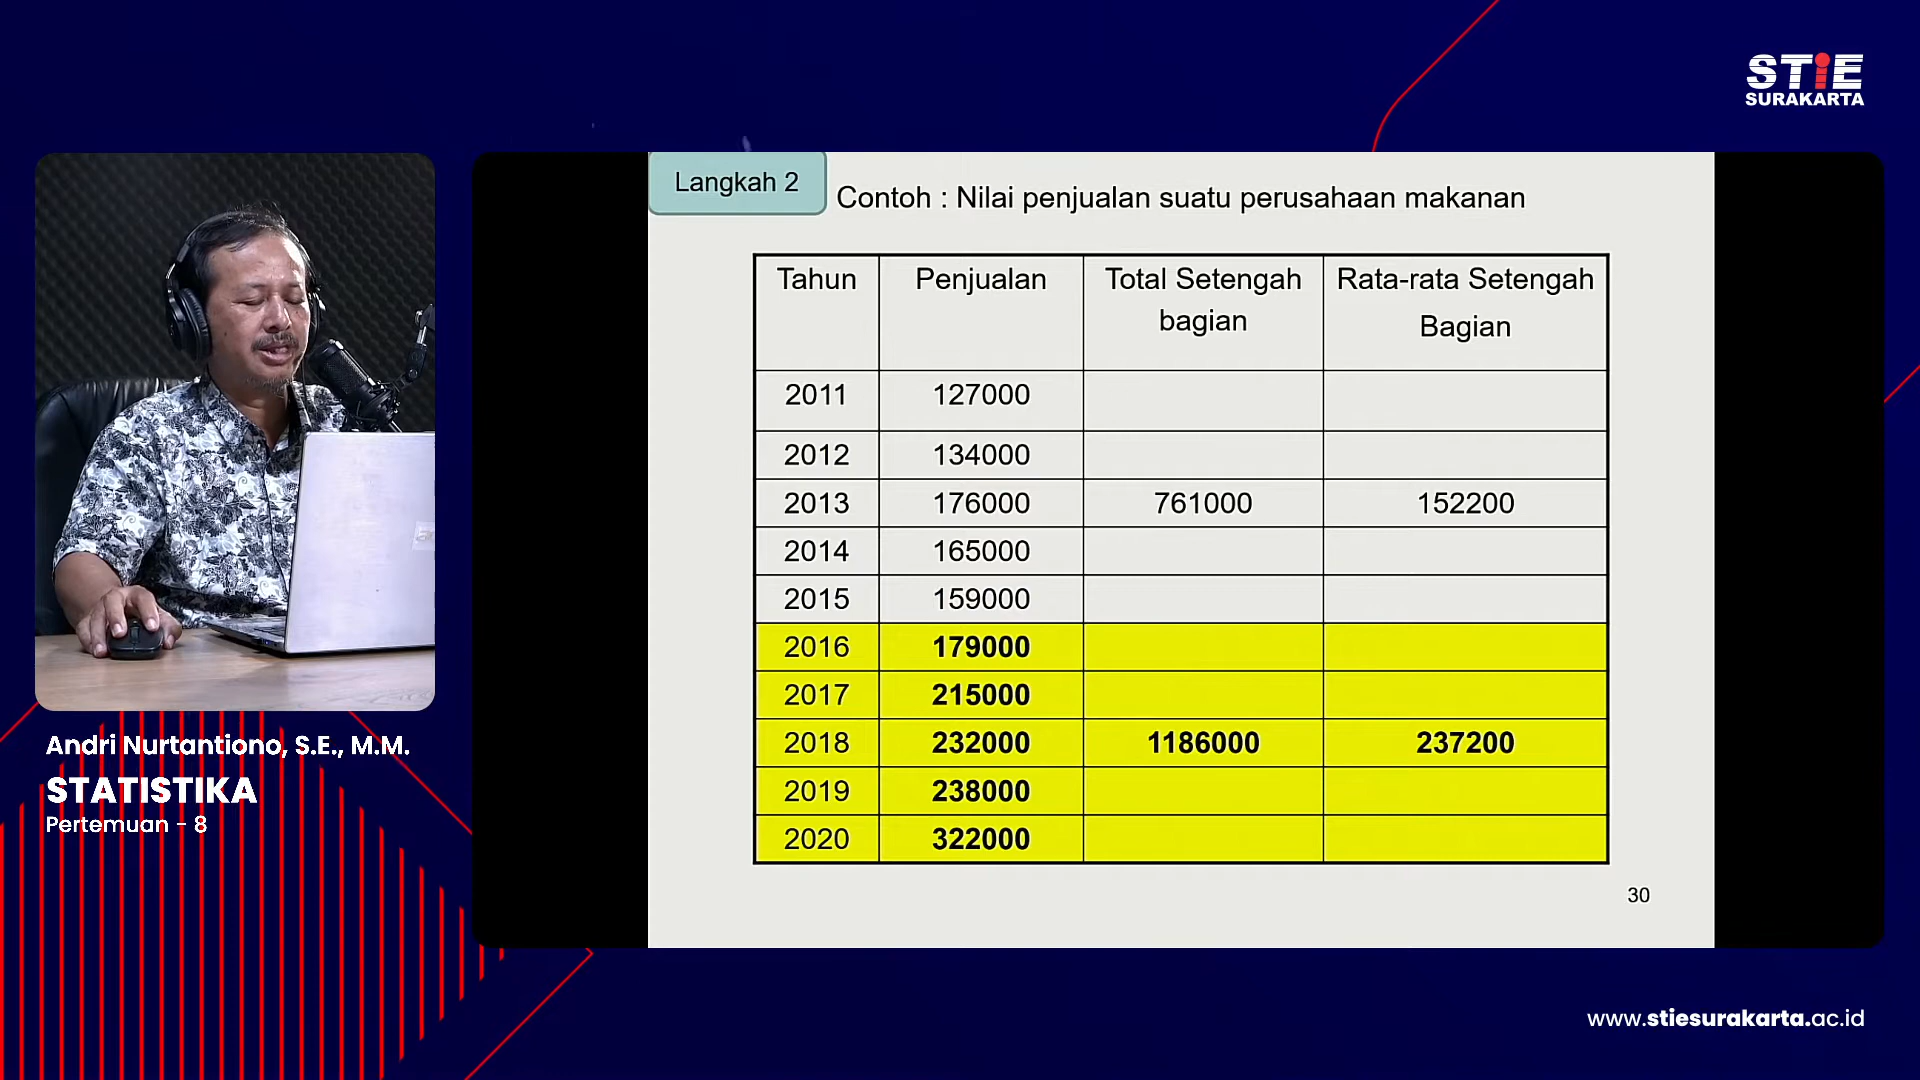 STiE
SURAKARTA
Langkah 2
Contoh : Nilai penjualan suatu perusahaan makanan
Tahun Penjualan Total Setengah bagian Rata-rata Setengah Bagian
2011 127000
2012 134000
2013 176000 761000 152200
2014 165000
2015 159000
2016 179000
2017 215000
2018 232000 1186000 237200
2019 238000
2020 322000
30
Andri Nurtantiono, S.E., M.M.
STATISTIKA
Pertemuan - 8
www.stiesurakarta.ac.id